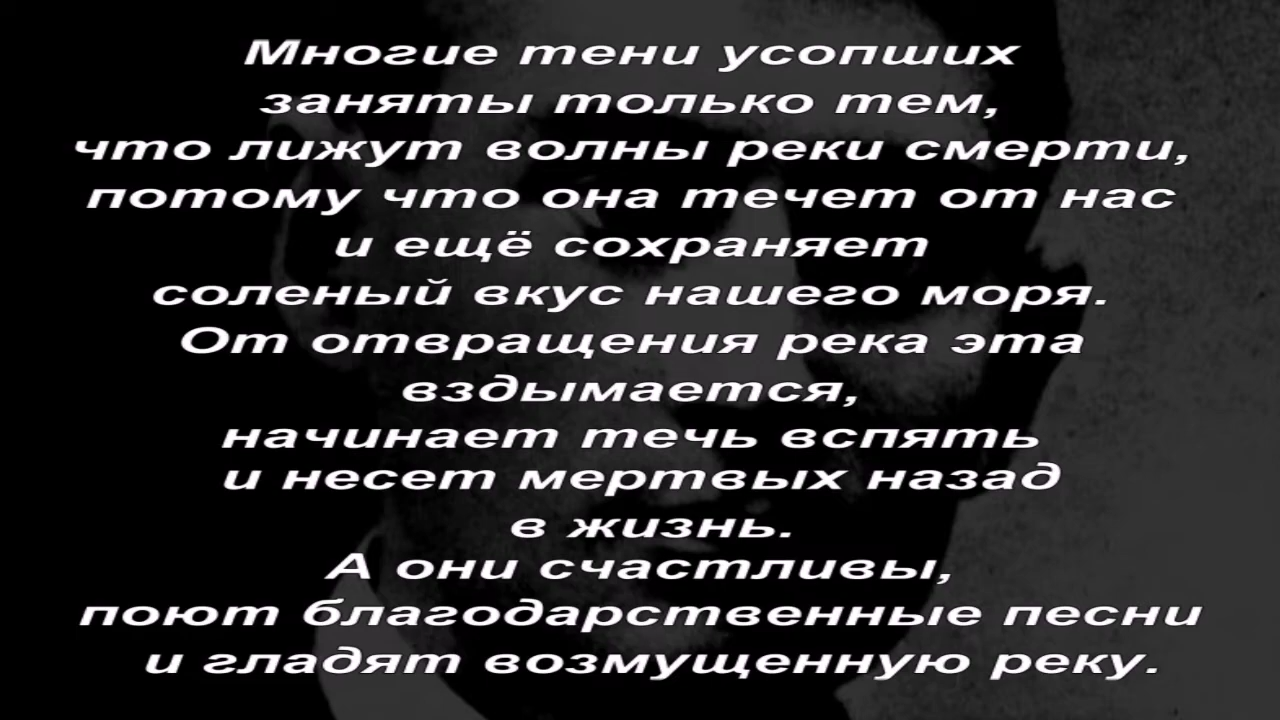 Многие тени усопших
заняты только тем,
что лижут волны реки смерти,
потому что она течет от нас
и ещё сохраняет
соленый вкус нашего моря.
От отвращения река эта
вздымается,
начинает течь вспять
и несет мертвых назад
в жизнь.
А они счастливы,
поют благодарственные песни
и гладят возмущенную реку.